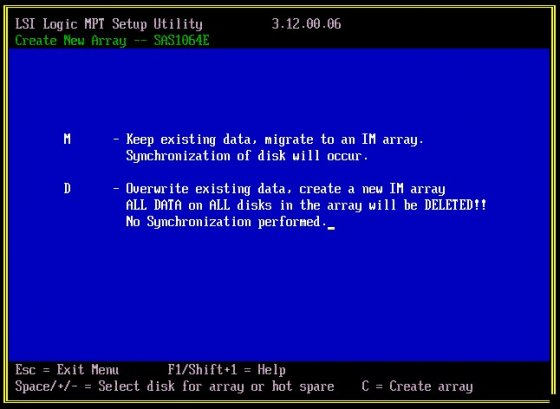 LSI Logic MPT Setup Utility 3.12.00.06
Create New Array -- SAS1064E
M - Keep existing data, migrate to an IM array.
Synchronization of disk will occur.
D - Overwrite existing data, create a new IM array
ALL DATA on ALL disks in the array will be DELETED!!
No Synchronization performed._
Esc = Exit Menu F1/Shift+1 = Help
Space/+/- = Select disk for array or hot spare C = Create array